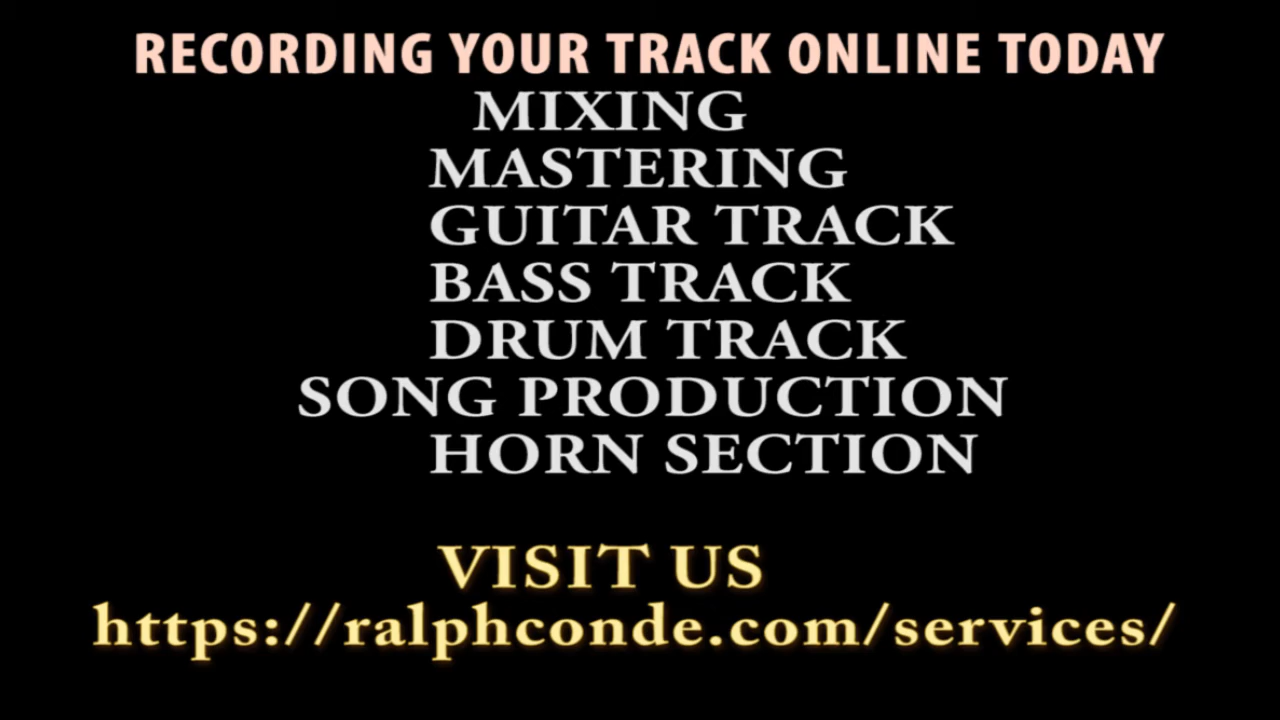 RECORDING YOUR TRACK ONLINE TODAY
MIXING
MASTERING
GUITAR TRACK
BASS TRACK
DRUM TRACK
SONG PRODUCTION
HORN SECTION
VISIT US
https://ralphconde.com/services/